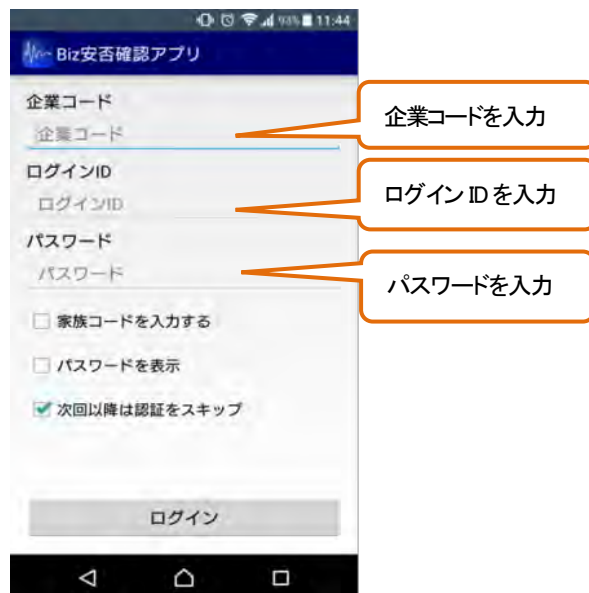 93% 11:44
Biz安否確認アプリ
企業コード
企業コード
企業コードを入力
ログインID
ログインID
ログインIDを入力
パスワード
パスワード
パスワードを入力
家族コードを入力する
パスワードを表示
次回以降は認証をスキップ
ログイン